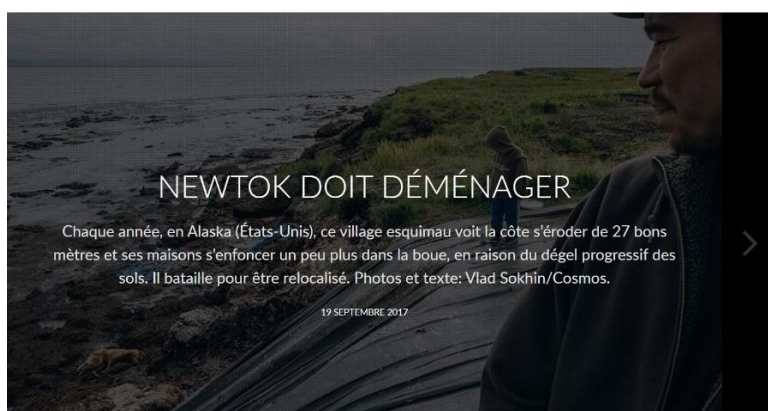 NEWTOK DOIT DÉMÉNAGER
Chaque année, en Alaska (États-Unis), ce village esquimau voit la côte s'éroder de 27 bons
mètres et ses maisons s'enfoncer un peu plus dans la boue, en raison du dégel progressif des
sols. Il bataille pour être relocalisé. Photos et texte: Vlad Sokhin/Cosmos.
19 SEPTEMBRE 2017